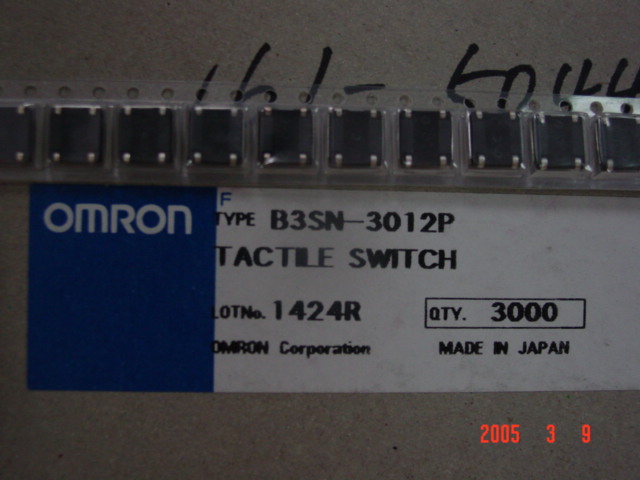 OMRON
F
TYPE B3SN-3012P
TACTILE SWITCH
LOTNo. 1424R
QTY. 3000
OMRON Corporation
MADE IN JAPAN
2005 3 9